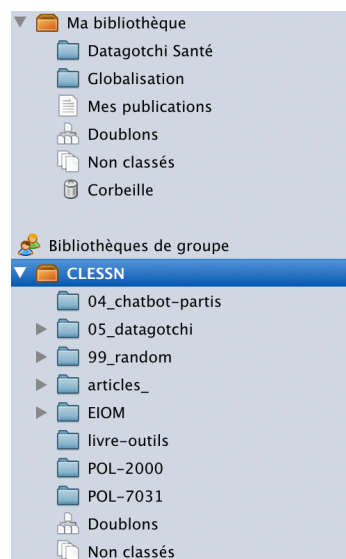 Ma bibliothèque
Datagotchi Santé
Globalisation
Mes publications
Doublons
Non classés
Corbeille
Bibliothèques de groupe
CLESSN
04_chatbot-partis
05_datagotchi
99_random
articles_
EIOM
livre-outils
POL-2000
POL-7031
Doublons
Non classés